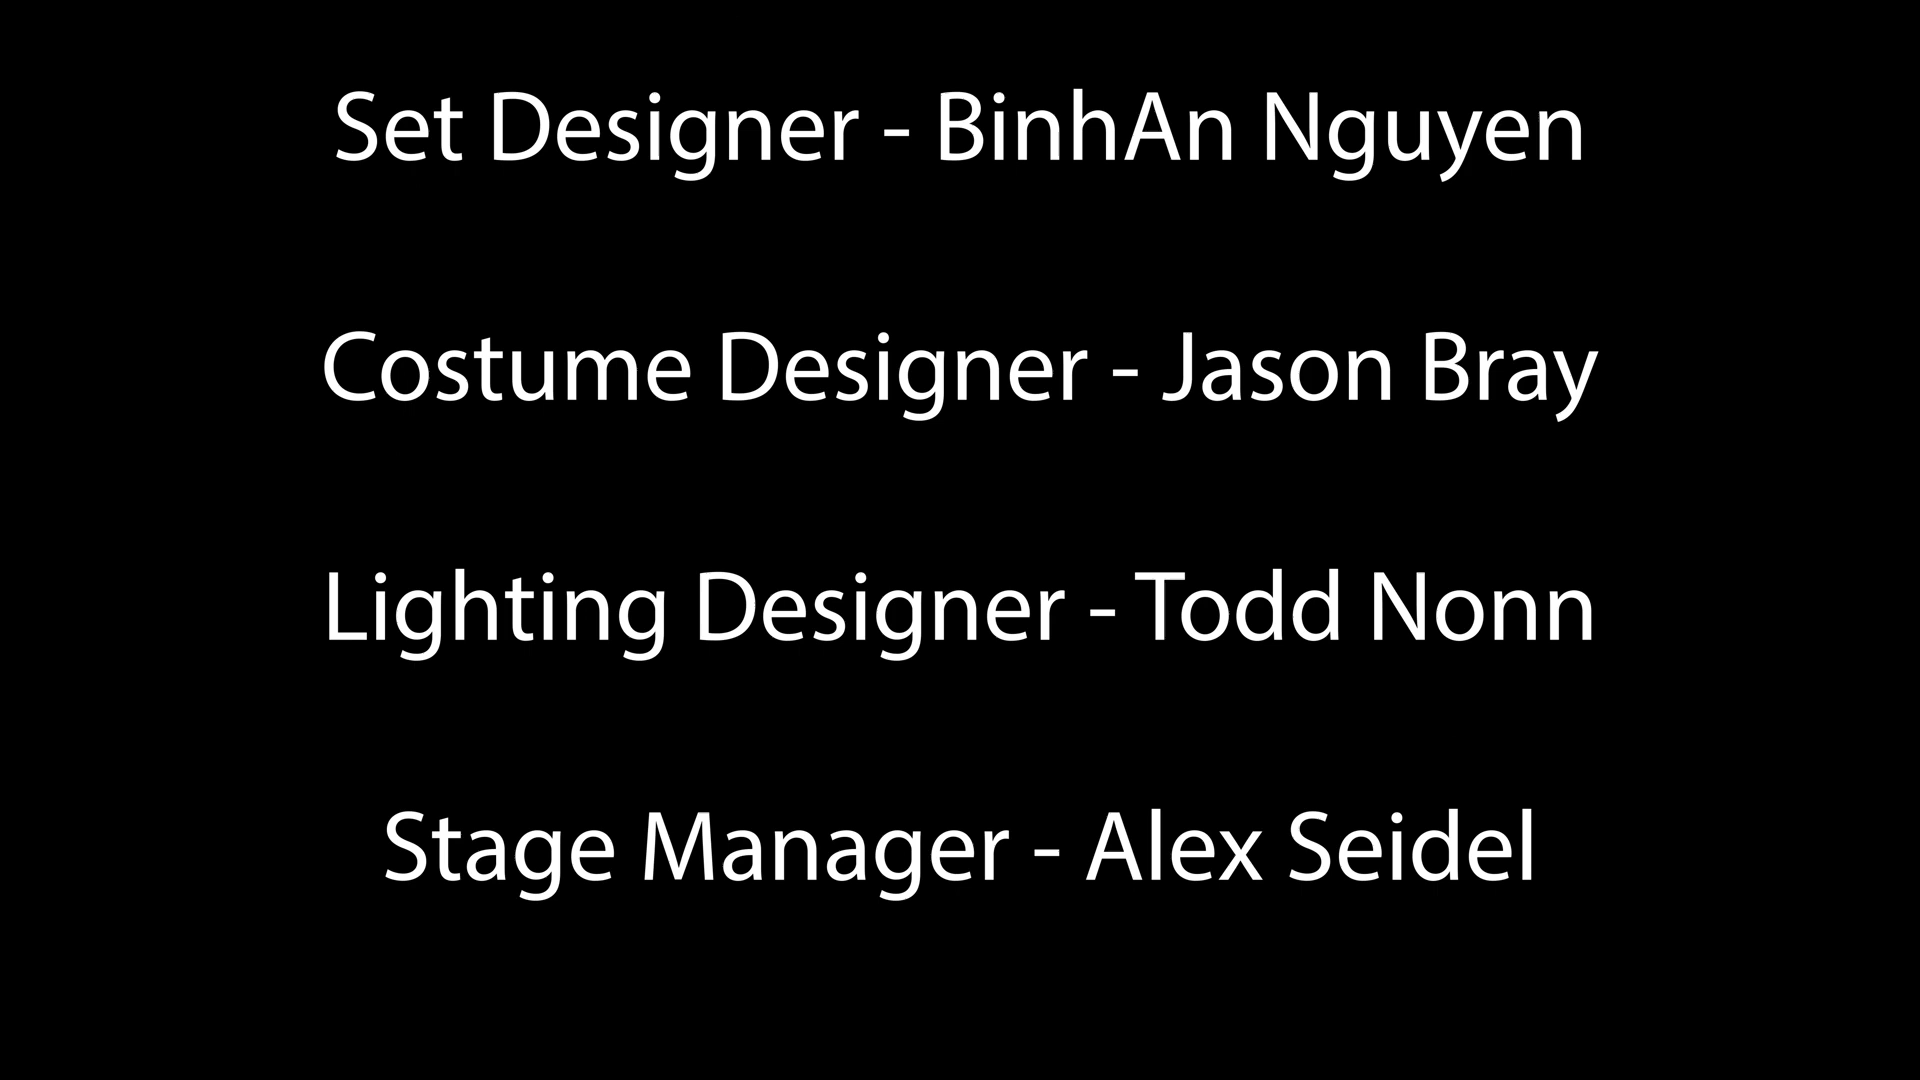 Set Designer - BinhAn Nguyen
Costume Designer - Jason Bray
Lighting Designer - Todd Nonn
Stage Manager - Alex Seidel